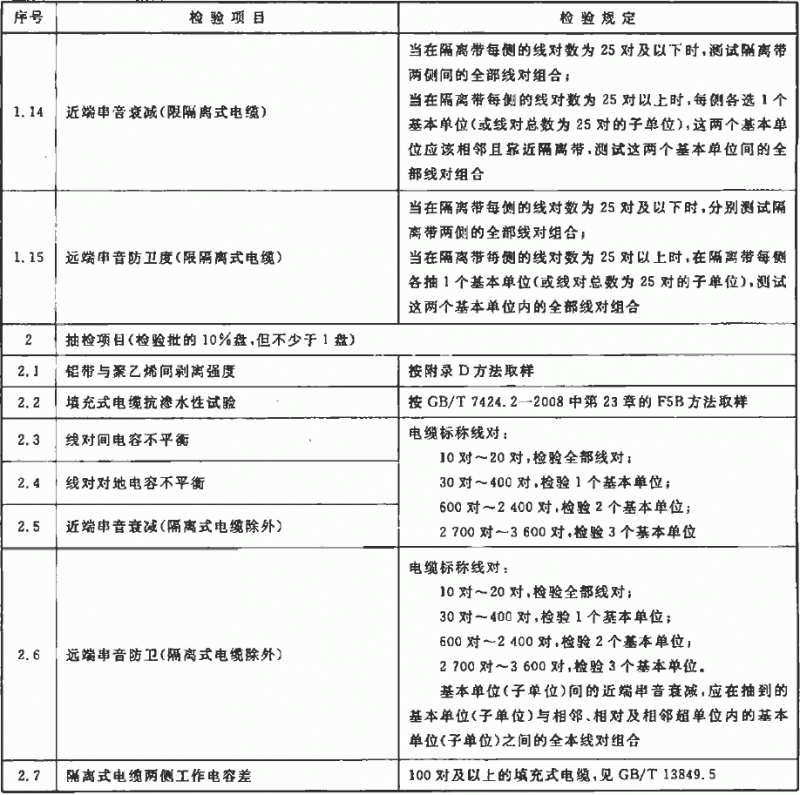 序号 检验项目 检验规定
当在隔离带每侧的线对数为 25 对及以下时,测试隔离带
两侧间的全部线对组合;
当在隔离带每侧的线对数为 25 对以上时,每侧各选 1 个
1.14 近端串音衰减(限隔离式电缆)
基本单位(或线对总数为 25 对的子单位),这两个基本单
位应该相邻且靠近隔离带,测试这两个基本单位间的全
部线对组合
当在隔离带每侧的线对数为 25 对及以下时,分别测试隔
离带两侧的全部线对组合;
1.15 远端串音防卫度(限隔离式电缆)
当在隔离带每侧的线对数为 25 对以上时,在隔离带每侧
各抽 1 个基本单位(或线对总数为 25 对的子单位),测试
这两个基本单位内的全部线对组合
2 抽检项目(检验批的 10%盘,但不少于 1 盘)
2.1 铝带与聚乙烯间剥离强度 按附录 D 方法取样
2.2 填充式电缆抗渗水性试验 按 GB/T 7424.2—2008 中第 23 章的 F5B 方法取样
2.3 线对间电容不平衡
2.4 线对对地电容不平衡
2.5 近端串音衰减(隔离式电缆除外)
电缆标称线对:
10 对～20 对,检验全部线对;
30 对～400 对,检验 1 个基本单位;
600 对～2 400 对,检验 2 个基本单位;
2 700 对～3 600 对,检验 3 个基本单位
2.6 远端串音防卫(隔离式电缆除外)
电缆标称线对:
10 对～20 对,检验全部线对;
30 对～400 对,检验 1 个基本单位;
600 对～2 400 对,检验 2 个基本单位;
2 700 对～3 600 对,检验 3 个基本单位。
基本单位(子单位)间的近端串音衰减,应在抽到的
基本单位(子单位)与相邻、相对及相邻超单位内的基本
单位(子单位)之间的全本线对组合
2.7 隔离式电缆两侧工作电容差 100 对及以上的填充式电缆,见 GB/T 13849.5